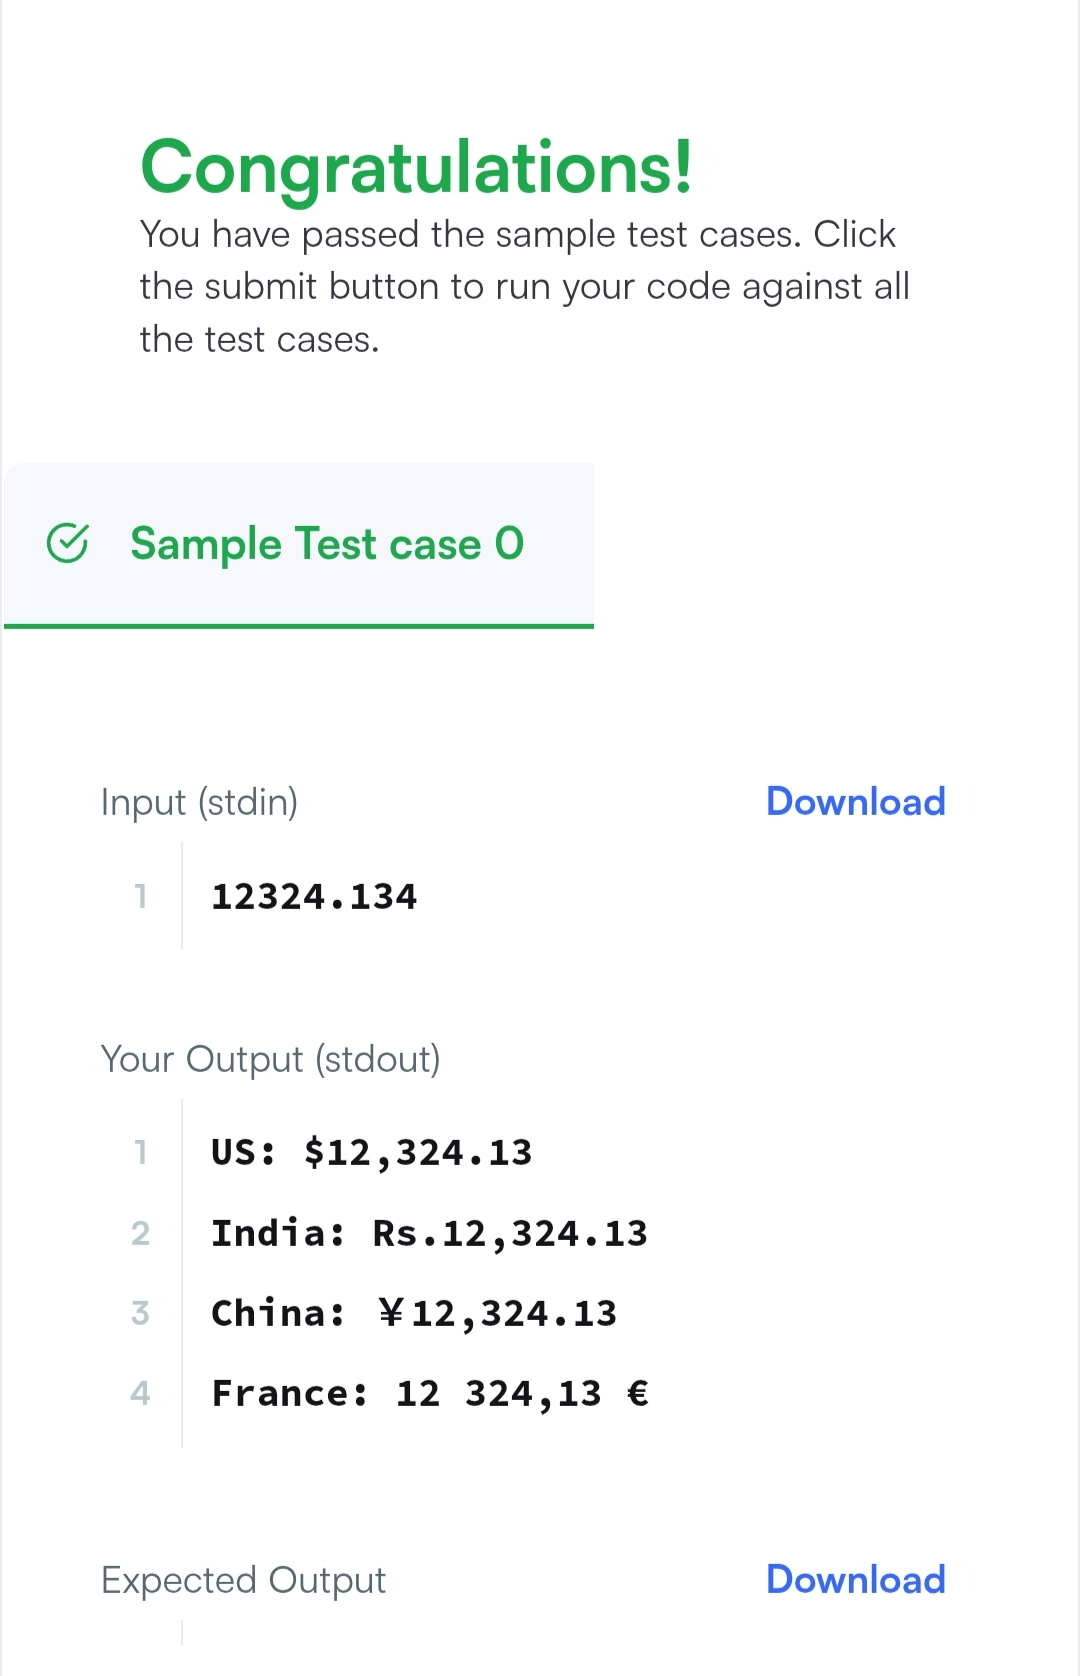 Congratulations!
You have passed the sample test cases. Click
the submit button to run your code against all
the test cases.
Sample Test case 0
Input (stdin)
Download
1 12324.134
Your Output (stdout)
1 US: $12,324.13
2 India: Rs.12,324.13
3 China: ¥12,324.13
4 France: 12 324,13 €
Expected Output
Download